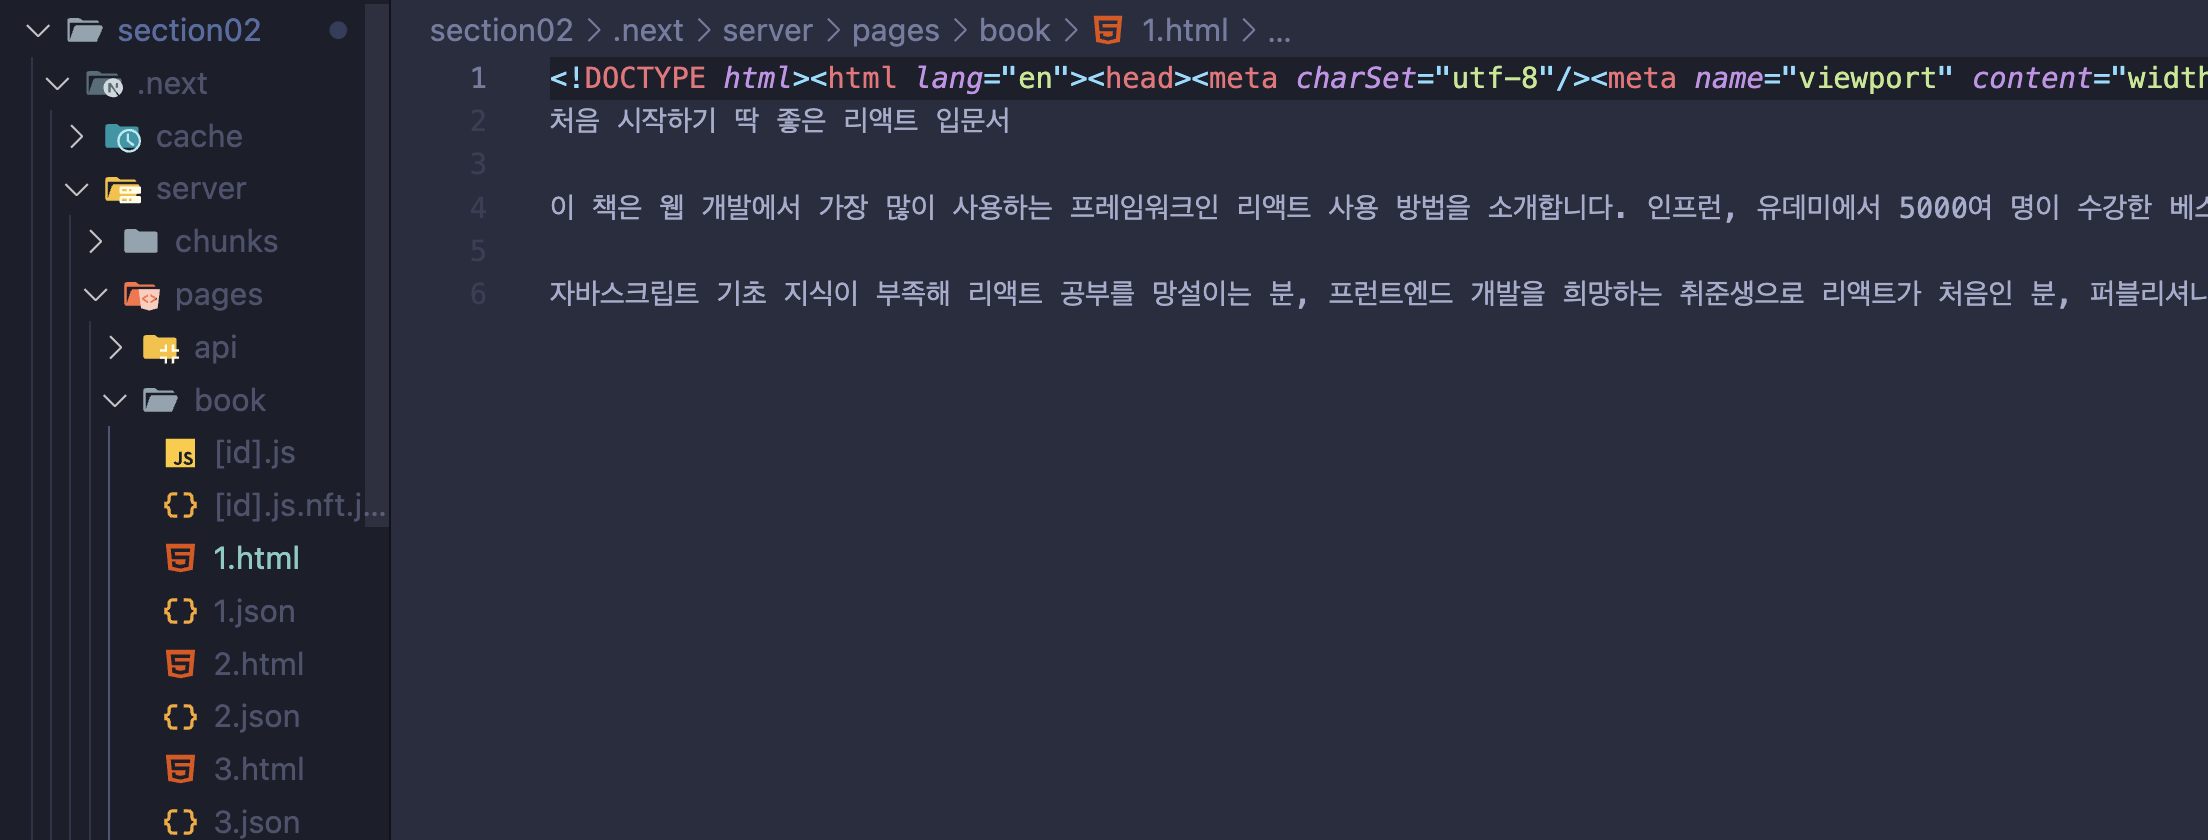 section02
.next
cache
server
chunks
pages
api
book
[id].js
[id].js.nft.j...
1.html
1.json
2.html
2.json
3.html
3.json
section02 > .next > server > pages > book > 1.html > ...
1 <!DOCTYPE html><html lang="en"><head><meta charSet="utf-8"/><meta name="viewport" content="width
2 처음 시작하기 딱 좋은 리액트 입문서
3
4 이 책은 웹 개발에서 가장 많이 사용하는 프레임워크인 리액트 사용 방법을 소개합니다. 인프런, 유데미에서 5000여 명이 수강한 베스
5
6 자바스크립트 기초 지식이 부족해 리액트 공부를 망설이는 분, 프런트엔드 개발을 희망하는 취준생으로 리액트가 처음인 분, 퍼블리셔나